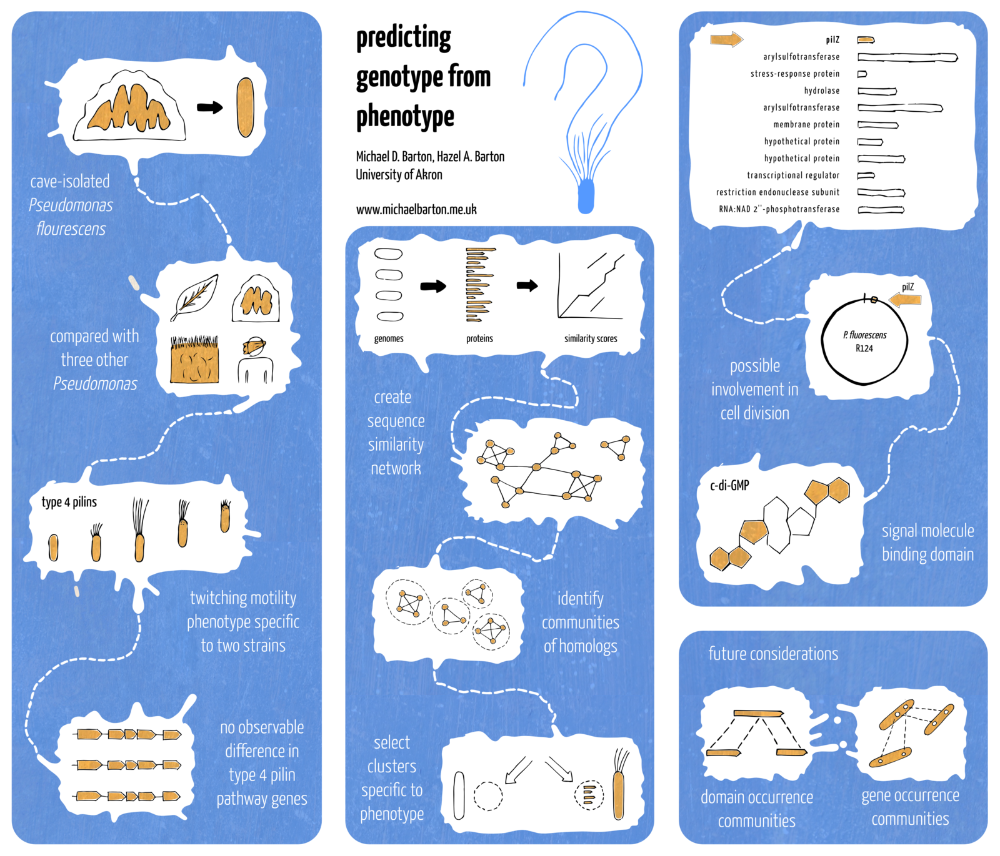 cave-isolated
Pseudomonas
flourescens
compared with
three other
Pseudomonas
type 4 pilins
twitching motility
phenotype specific
to two strains
no observable
difference in
type 4 pilin
pathway genes
predicting
genotype from
phenotype
Michael D. Barton, Hazel A. Barton
University of Akron
www.michaelbarton.me.uk
genomes
proteins
similarity scores
create
sequence
similarity
network
identify
communities
of homologs
select
clusters
specific to
phenotype
pilZ
arylsulfotransferase
stress-response protein
hydrolase
arylsulfotransferase
membrane protein
hypothetical protein
hypothetical protein
transcriptional regulator
restriction endonuclease subunit
RNA:NAD 2''-phosphotransferase
pilZ
P. fluorescens
R124
possible
involvement in
cell division
c-di-GMP
signal molecule
binding domain
future considerations
domain occurrence
communities
gene occurrence
communities